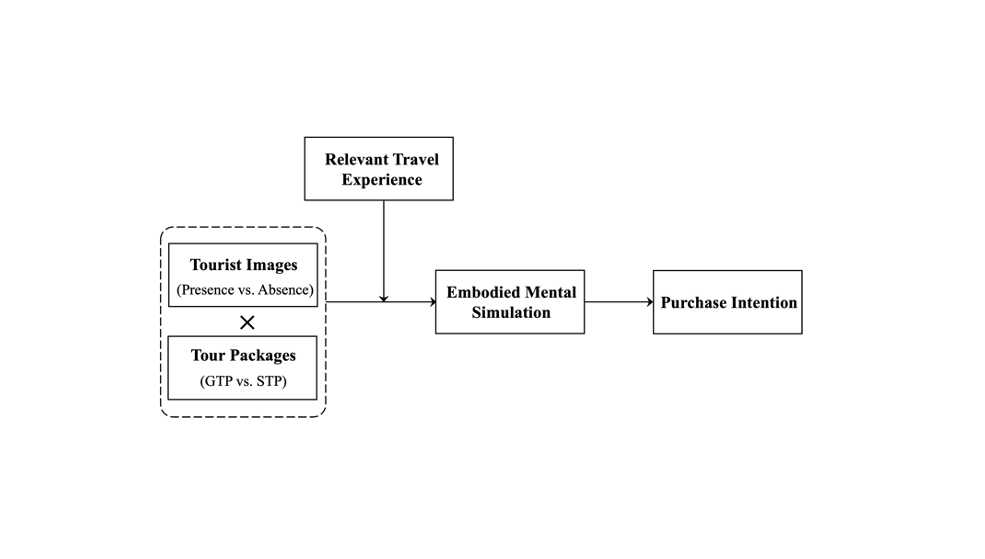 Relevant Travel
Experience
Tourist Images
(Presence vs. Absence)
×
Tour Packages
(GTP vs. STP)
Embodied Mental
Simulation
Purchase Intention